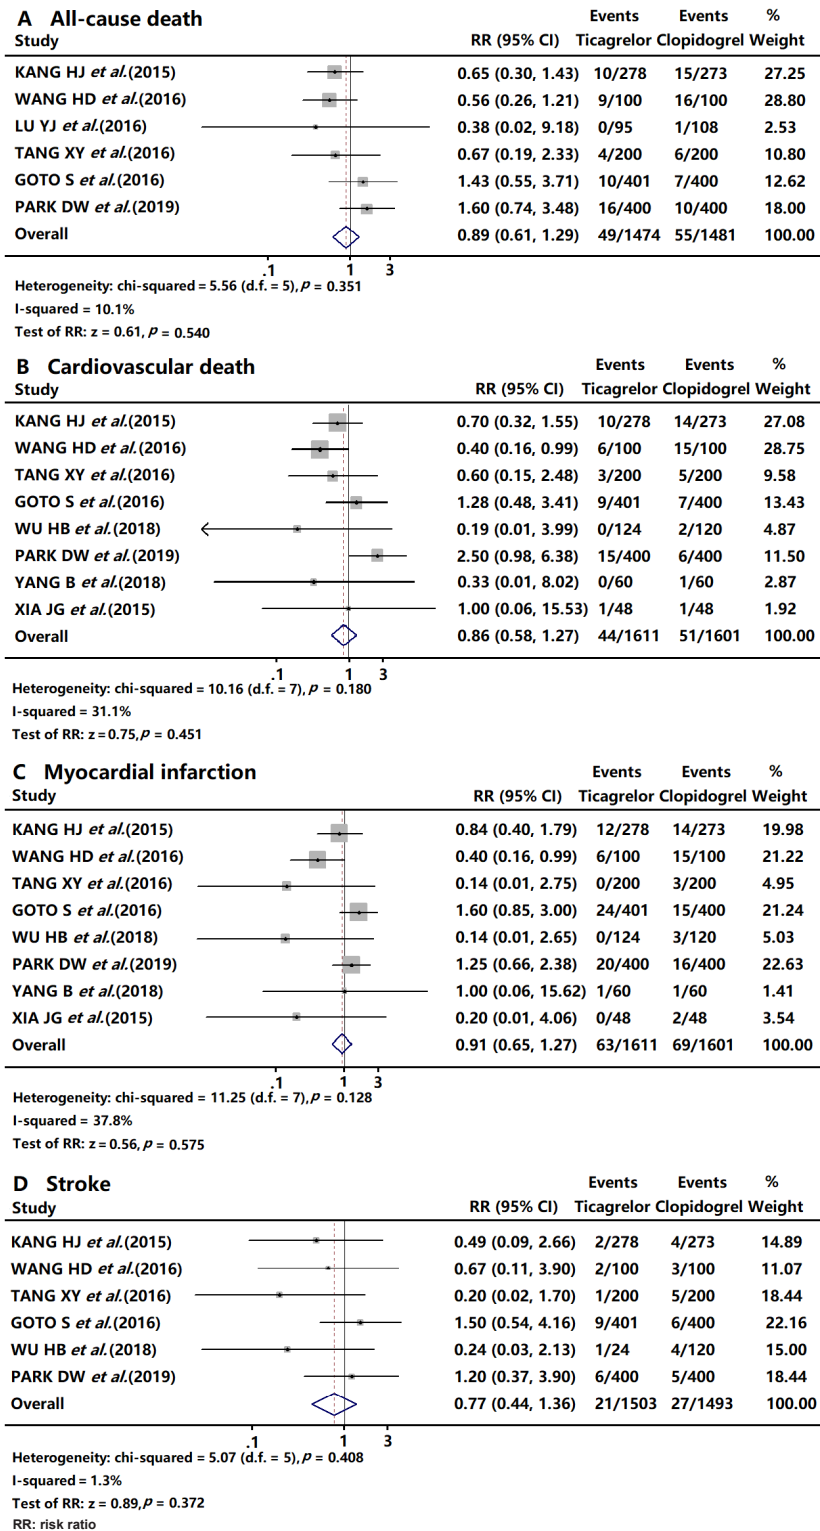 A All-cause death Events Events %
Study RR (95% CI) Ticagrelor Clopidogrel Weight
KANG HJ et al.(2015) 0.65 (0.30, 1.43) 10/278 15/273 27.25
WANG HD et al.(2016) 0.56 (0.26, 1.21) 9/100 16/100 28.80
LU YJ et al.(2016) 0.38 (0.02, 9.18) 0/95 1/108 2.53
TANG XY et al.(2016) 0.67 (0.19, 2.33) 4/200 6/200 10.80
GOTO S et al.(2016) 1.43 (0.55, 3.71) 10/401 7/400 12.62
PARK DW et al.(2019) 1.60 (0.74, 3.48) 16/400 10/400 18.00
Overall 0.89 (0.61, 1.29) 49/1474 55/1481 100.00
.1 1 3
Heterogeneity: chi-squared = 5.56 (d.f. = 5), p = 0.351
I-squared = 10.1%
Test of RR: z = 0.61, p = 0.540
B Cardiovascular death Events Events %
Study RR (95% CI) Ticagrelor Clopidogrel Weight
KANG HJ et al.(2015) 0.70 (0.32, 1.55) 10/278 14/273 27.08
WANG HD et al.(2016) 0.40 (0.16, 0.99) 6/100 15/100 28.75
TANG XY et al.(2016) 0.60 (0.15, 2.48) 3/200 5/200 9.58
GOTO S et al.(2016) 1.28 (0.48, 3.41) 9/401 7/400 13.43
WU HB et al.(2018) 0.19 (0.01, 3.99) 0/124 2/120 4.87
PARK DW et al.(2019) 2.50 (0.98, 6.38) 15/400 6/400 11.50
YANG B et al.(2018) 0.33 (0.01, 8.02) 0/60 1/60 2.87
XIA JG et al.(2015) 1.00 (0.06, 15.53) 1/48 1/48 1.92
Overall 0.86 (0.58, 1.27) 44/1611 51/1601 100.00
.1 1 3
Heterogeneity: chi-squared = 10.16 (d.f. = 7), p = 0.180
I-squared = 31.1%
Test of RR: z = 0.75, p = 0.451
C Myocardial infarction Events Events %
Study RR (95% CI) Ticagrelor Clopidogrel Weight
KANG HJ et al.(2015) 0.84 (0.40, 1.79) 12/278 14/273 19.98
WANG HD et al.(2016) 0.40 (0.16, 0.99) 6/100 15/100 21.22
TANG XY et al.(2016) 0.14 (0.01, 2.75) 0/200 3/200 4.95
GOTO S et al.(2016) 1.60 (0.85, 3.00) 24/401 15/400 21.24
WU HB et al.(2018) 0.14 (0.01, 2.65) 0/124 3/120 5.03
PARK DW et al.(2019) 1.25 (0.66, 2.38) 20/400 16/400 22.63
YANG B et al.(2018) 1.00 (0.06, 15.62) 1/60 1/60 1.41
XIA JG et al.(2015) 0.20 (0.01, 4.06) 0/48 2/48 3.54
Overall 0.91 (0.65, 1.27) 63/1611 69/1601 100.00
.1 1 3
Heterogeneity: chi-squared = 11.25 (d.f. = 7), p = 0.128
I-squared = 37.8%
Test of RR: z = 0.56, p = 0.575
D Stroke Events Events %
Study RR (95% CI) Ticagrelor Clopidogrel Weight
KANG HJ et al.(2015) 0.49 (0.09, 2.66) 2/278 4/273 14.89
WANG HD et al.(2016) 0.67 (0.11, 3.90) 2/100 3/100 11.07
TANG XY et al.(2016) 0.20 (0.02, 1.70) 1/200 5/200 18.44
GOTO S et al.(2016) 1.50 (0.54, 4.16) 9/401 6/400 22.16
WU HB et al.(2018) 0.24 (0.03, 2.13) 1/24 4/120 15.00
PARK DW et al.(2019) 1.20 (0.37, 3.90) 6/400 5/400 18.44
Overall 0.77 (0.44, 1.36) 21/1503 27/1493 100.00
.1 1 3
Heterogeneity: chi-squared = 5.07 (d.f. = 5), p = 0.408
I-squared = 1.3%
Test of RR: z = 0.89, p = 0.372
RR: risk ratio